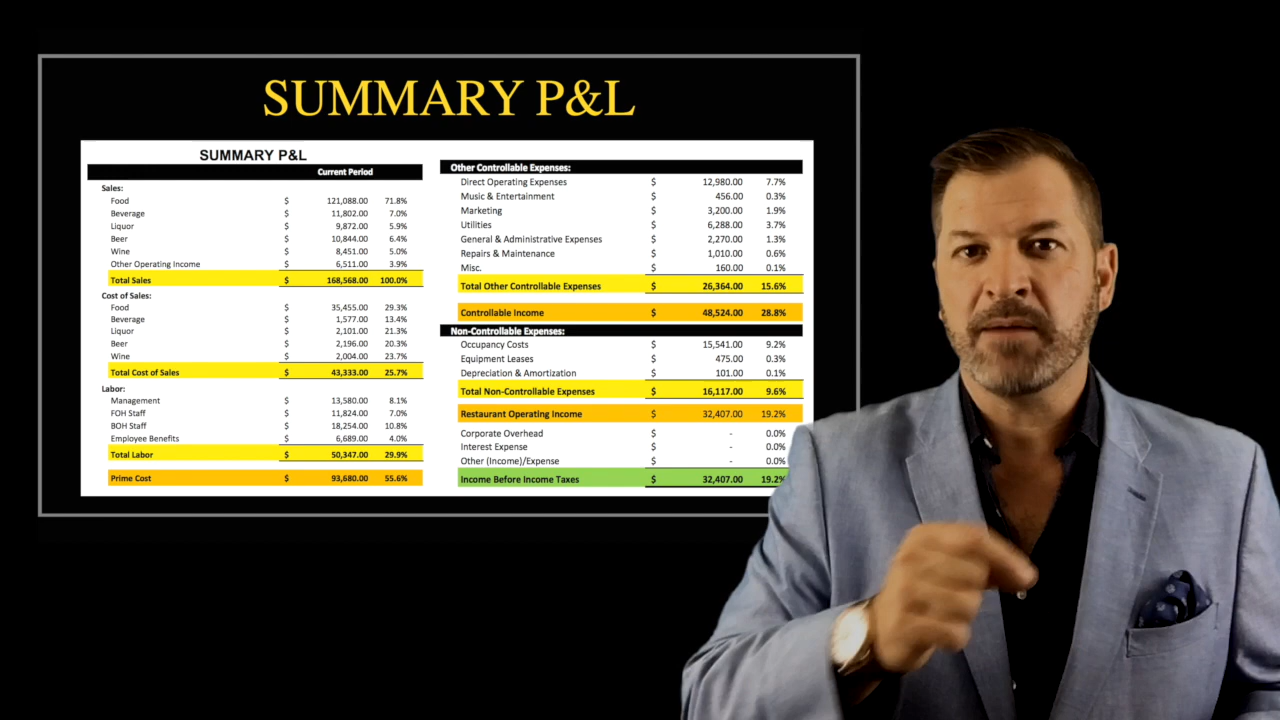 SUMMARY P&L
SUMMARY P&L
Current Period
Sales:
Food $ 121,088.00 71.8%
Beverage $ 11,802.00 7.0%
Liquor $ 9,872.00 5.9%
Beer $ 10,844.00 6.4%
Wine $ 8,451.00 5.0%
Other Operating Income $ 6,511.00 3.9%
Total Sales $ 168,568.00 100.0%
Cost of Sales:
Food $ 35,455.00 29.3%
Beverage $ 1,577.00 13.4%
Liquor $ 2,101.00 21.3%
Beer $ 2,196.00 20.3%
Wine $ 2,004.00 23.7%
Total Cost of Sales $ 43,333.00 25.7%
Labor:
Management $ 13,580.00 8.1%
FOH Staff $ 11,824.00 7.0%
BOH Staff $ 18,254.00 10.8%
Employee Benefits $ 6,689.00 4.0%
Total Labor $ 50,347.00 29.9%
Prime Cost $ 93,680.00 55.6%
Other Controllable Expenses:
Direct Operating Expenses $ 12,980.00 7.7%
Music & Entertainment $ 456.00 0.3%
Marketing $ 3,200.00 1.9%
Utilities $ 6,288.00 3.7%
General & Administrative Expenses $ 2,270.00 1.3%
Repairs & Maintenance $ 1,010.00 0.6%
Misc. $ 160.00 0.1%
Total Other Controllable Expenses $ 26,364.00 15.6%
Controllable Income $ 48,524.00 28.8%
Non-Controllable Expenses:
Occupancy Costs $ 15,541.00 9.2%
Equipment Leases $ 475.00 0.3%
Depreciation & Amortization $ 101.00 0.1%
Total Non-Controllable Expenses $ 16,117.00 9.6%
Restaurant Operating Income $ 32,407.00 19.2%
Corporate Overhead $ - 0.0%
Interest Expense $ - 0.0%
Other (Income)/Expense $ - 0.0%
Income Before Income Taxes $ 32,407.00 19.2%